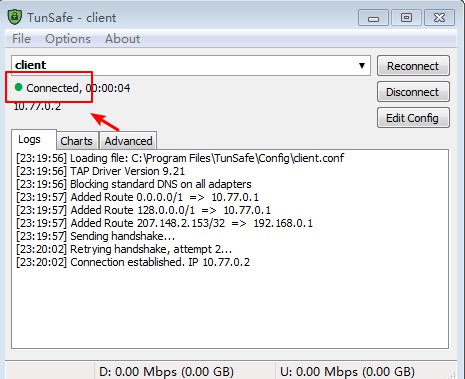 TunSafe - client
File Options About
client Reconnect
Connected, 00:00:04 Disconnect
10.77.0.2 Edit Config
Logs Charts Advanced
[23:19:56] Loading file: C:\Program Files\TunSafe\Config\client.conf
[23:19:56] TAP Driver Version 9.21
[23:19:56] Blocking standard DNS on all adapters
[23:19:57] Added Route 0.0.0.0/1 => 10.77.0.1
[23:19:57] Added Route 128.0.0.0/1 => 10.77.0.1
[23:19:57] Added Route 207.148.2.153/32 => 192.168.0.1
[23:19:57] Sending handshake...
[23:20:02] Retrying handshake, attempt 2...
[23:20:02] Connection established. IP 10.77.0.2
D: 0.00 Mbps (0.00 GB) U: 0.00 Mbps (0.00 GB)